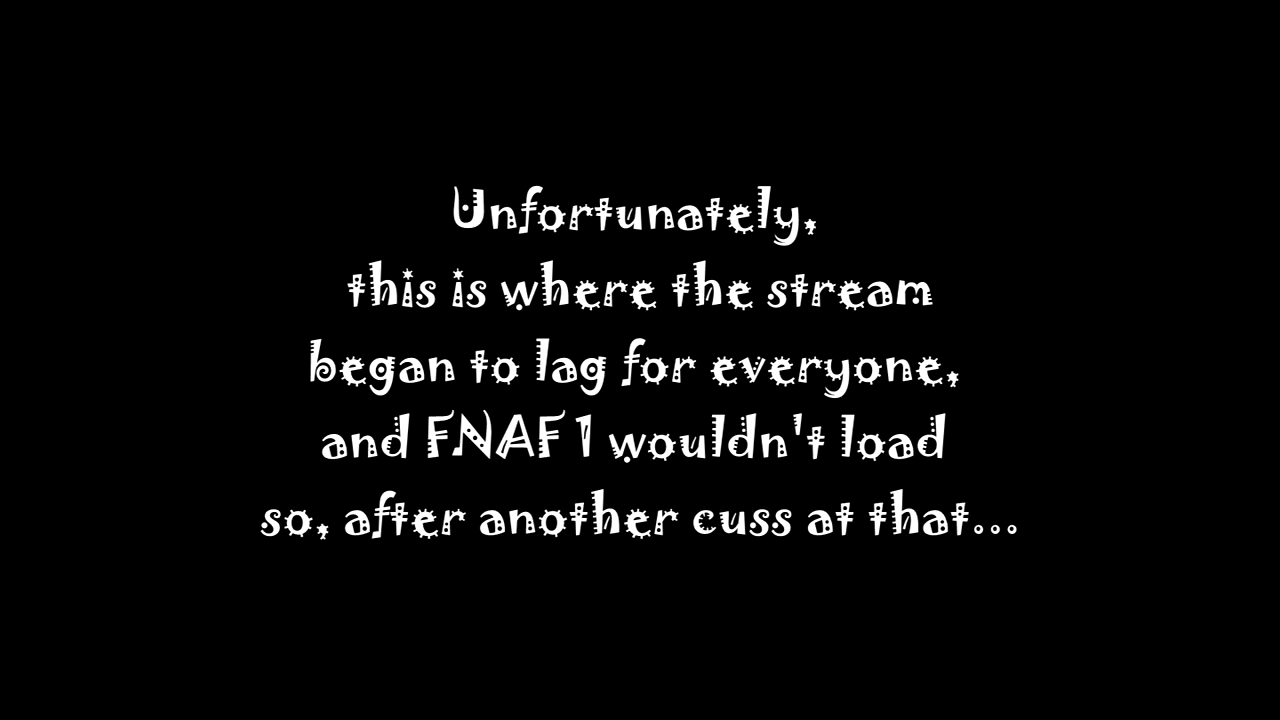 Unfortunately,
this is where the stream
began to lag for everyone,
and FNAF 1 wouldn't load
so, after another cuss at that...